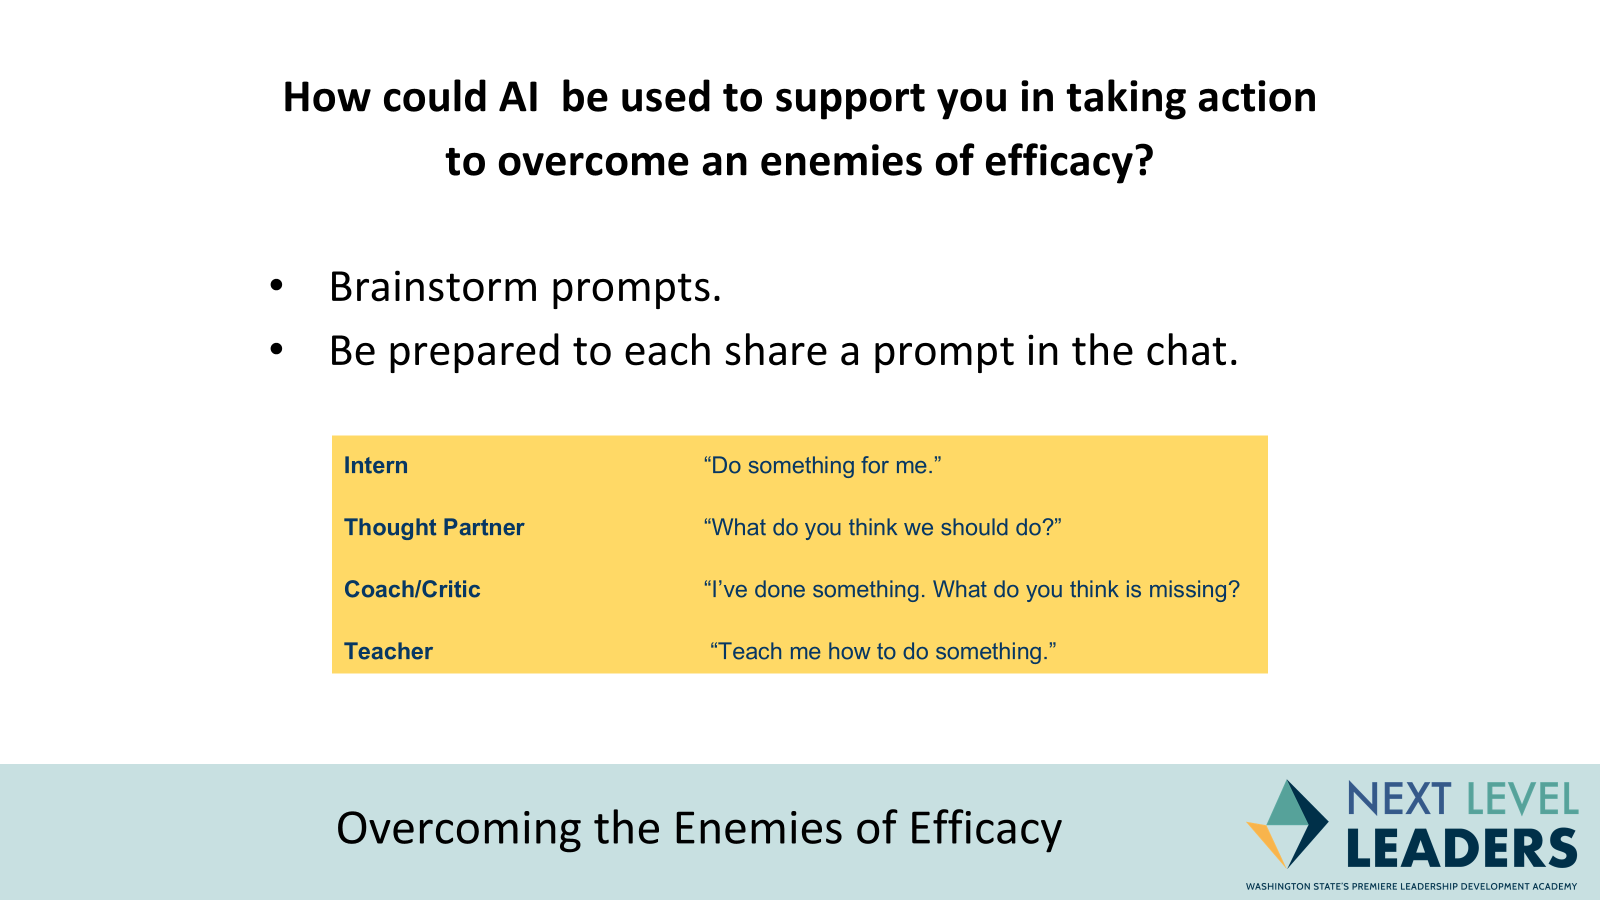 How could AI  be used to support you in taking action
to overcome an enemies of efficacy?
• Brainstorm prompts.
• Be prepared to each share a prompt in the chat.
Intern “Do something for me.”
Thought Partner “What do you think we should do?”
Coach/Critic “I’ve done something. What do you think is missing?
Teacher “Teach me how to do something.”
Overcoming the Enemies of Efficacy
NEXT LEVEL
LEADERS
WASHINGTON STATE'S PREMIERE LEADERSHIP DEVELOPMENT ACADEMY